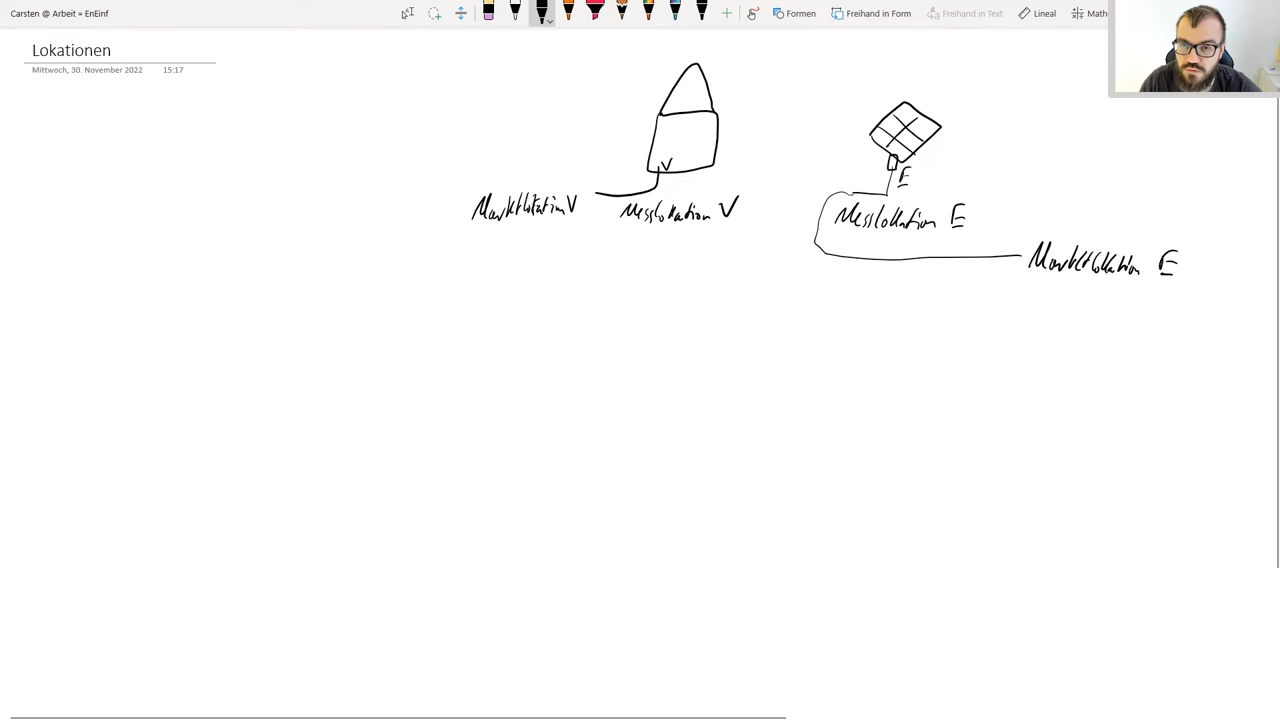 Carsten @ Arbeit » EnEinf
Formen
Freihand in Form
Freihand in Text
Lineal
Math
Lokationen
Mittwoch, 30. November 2022 15:17
V
E
Marktlokation V
Messlokation V
Messlokation E
Marktlokation E